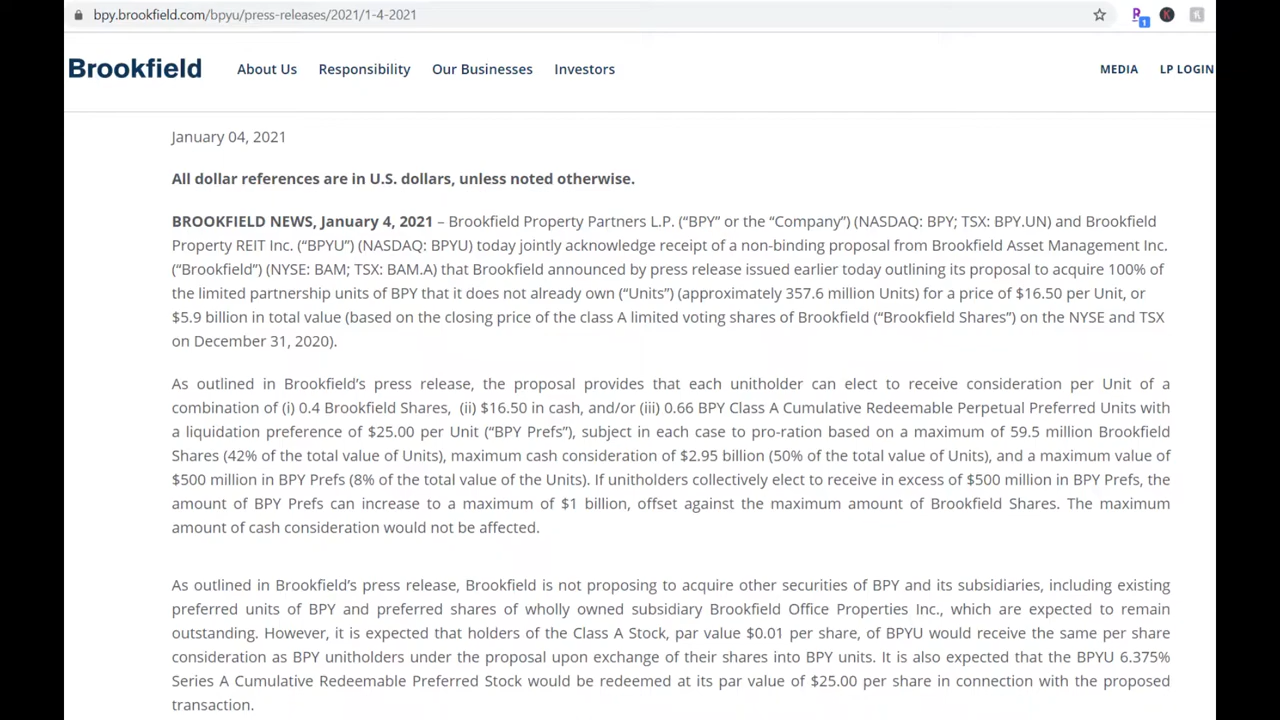 bpy.brookfield.com/bpyu/press-releases/2021/1-4-2021
Brookfield About Us Responsibility Our Businesses Investors MEDIA LP LOGIN
January 04, 2021
All dollar references are in U.S. dollars, unless noted otherwise.
BROOKFIELD NEWS, January 4, 2021 – Brookfield Property Partners L.P. (“BPY” or the “Company”) (NASDAQ: BPY; TSX: BPY.UN) and Brookfield
Property REIT Inc. (“BPYU”) (NASDAQ: BPYU) today jointly acknowledge receipt of a non-binding proposal from Brookfield Asset Management Inc.
(“Brookfield”) (NYSE: BAM; TSX: BAM.A) that Brookfield announced by press release issued earlier today outlining its proposal to acquire 100% of
the limited partnership units of BPY that it does not already own (“Units”) (approximately 357.6 million Units) for a price of $16.50 per Unit, or
$5.9 billion in total value (based on the closing price of the class A limited voting shares of Brookfield (“Brookfield Shares”) on the NYSE and TSX
on December 31, 2020).
As outlined in Brookfield’s press release, the proposal provides that each unitholder can elect to receive consideration per Unit of a
combination of (i) 0.4 Brookfield Shares, (ii) $16.50 in cash, and/or (iii) 0.66 BPY Class A Cumulative Redeemable Perpetual Preferred Units with
a liquidation preference of $25.00 per Unit (“BPY Prefs”), subject in each case to pro-ration based on a maximum of 59.5 million Brookfield
Shares (42% of the total value of Units), maximum cash consideration of $2.95 billion (50% of the total value of Units), and a maximum value of
$500 million in BPY Prefs (8% of the total value of the Units). If unitholders collectively elect to receive in excess of $500 million in BPY Prefs, the
amount of BPY Prefs can increase to a maximum of $1 billion, offset against the maximum amount of Brookfield Shares. The maximum
amount of cash consideration would not be affected.
As outlined in Brookfield’s press release, Brookfield is not proposing to acquire other securities of BPY and its subsidiaries, including existing
preferred units of BPY and preferred shares of wholly owned subsidiary Brookfield Office Properties Inc., which are expected to remain
outstanding. However, it is expected that holders of the Class A Stock, par value $0.01 per share, of BPYU would receive the same per share
consideration as BPY unitholders under the proposal upon exchange of their shares into BPY units. It is also expected that the BPYU 6.375%
Series A Cumulative Redeemable Preferred Stock would be redeemed at its par value of $25.00 per share in connection with the proposed
transaction.